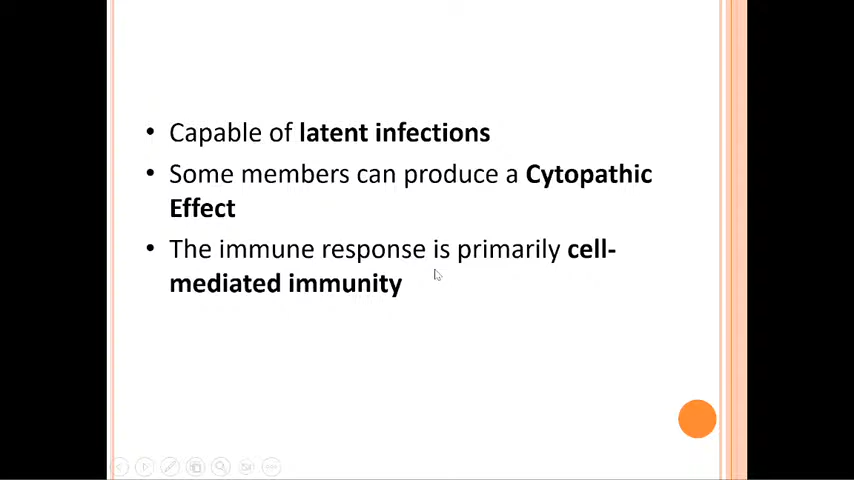 • Capable of latent infections
• Some members can produce a Cytopathic
Effect
• The immune response is primarily cell-
mediated immunity